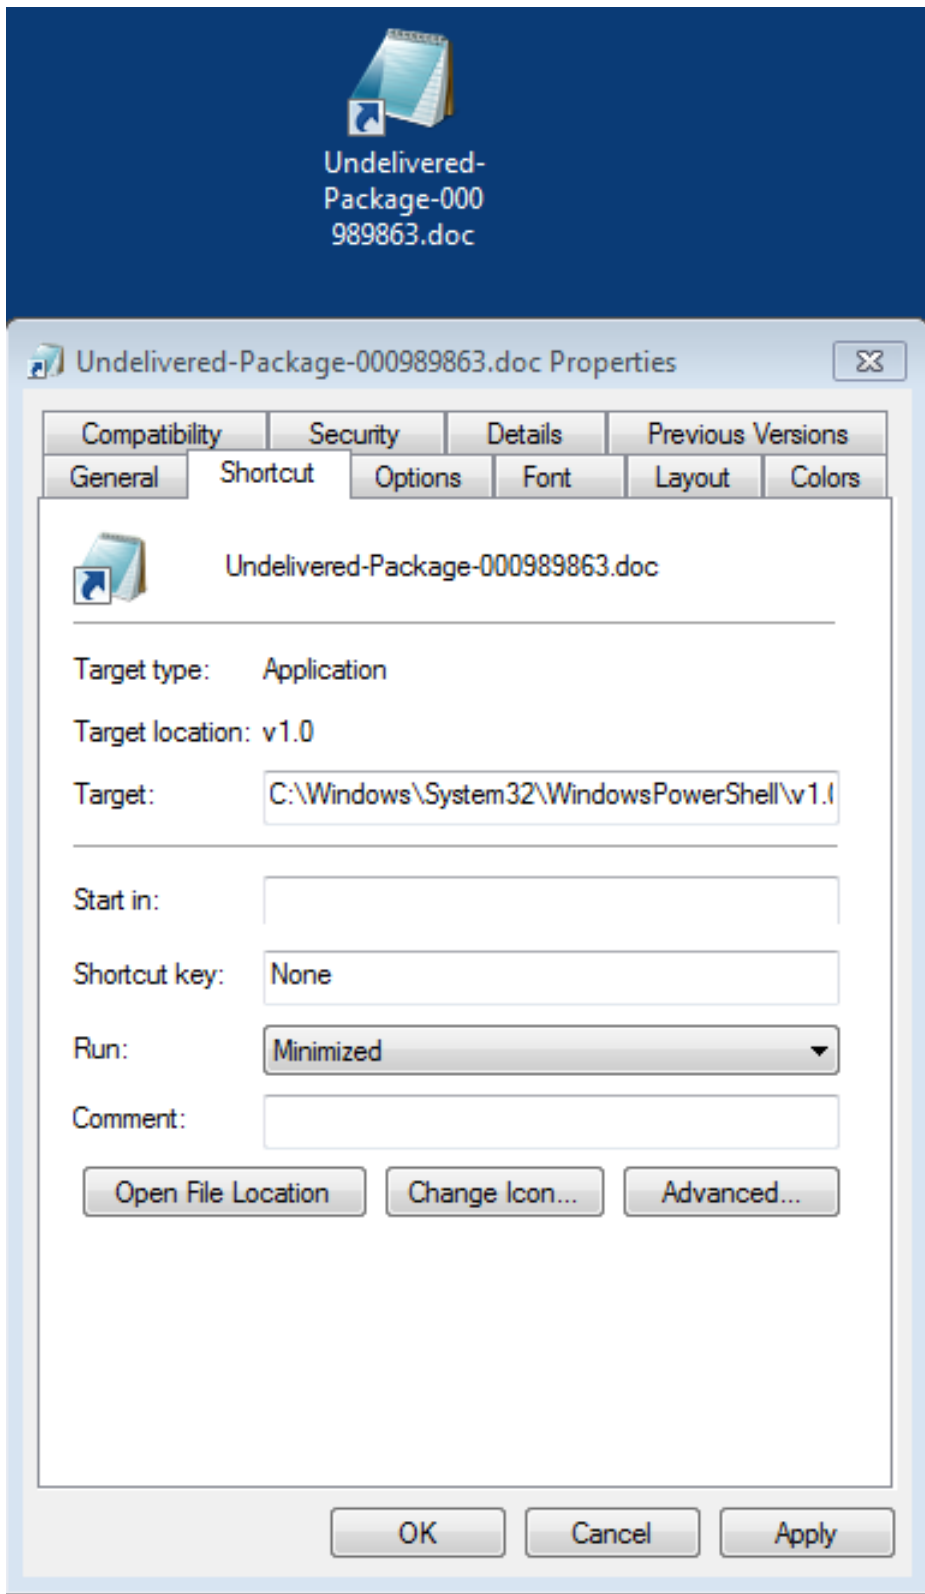 Undelivered-
Package-000
989863.doc
Undelivered-Package-000989863.doc Properties
Compatibility Security Details Previous Versions
General Shortcut Options Font Layout Colors
Undelivered-Package-000989863.doc
Target type: Application
Target location: v1.0
Target: C:\Windows\System32\WindowsPowerShell\v1.(
Start in:
Shortcut key: None
Run: Minimized
Comment:
Open File Location Change Icon... Advanced...
OK Cancel Apply